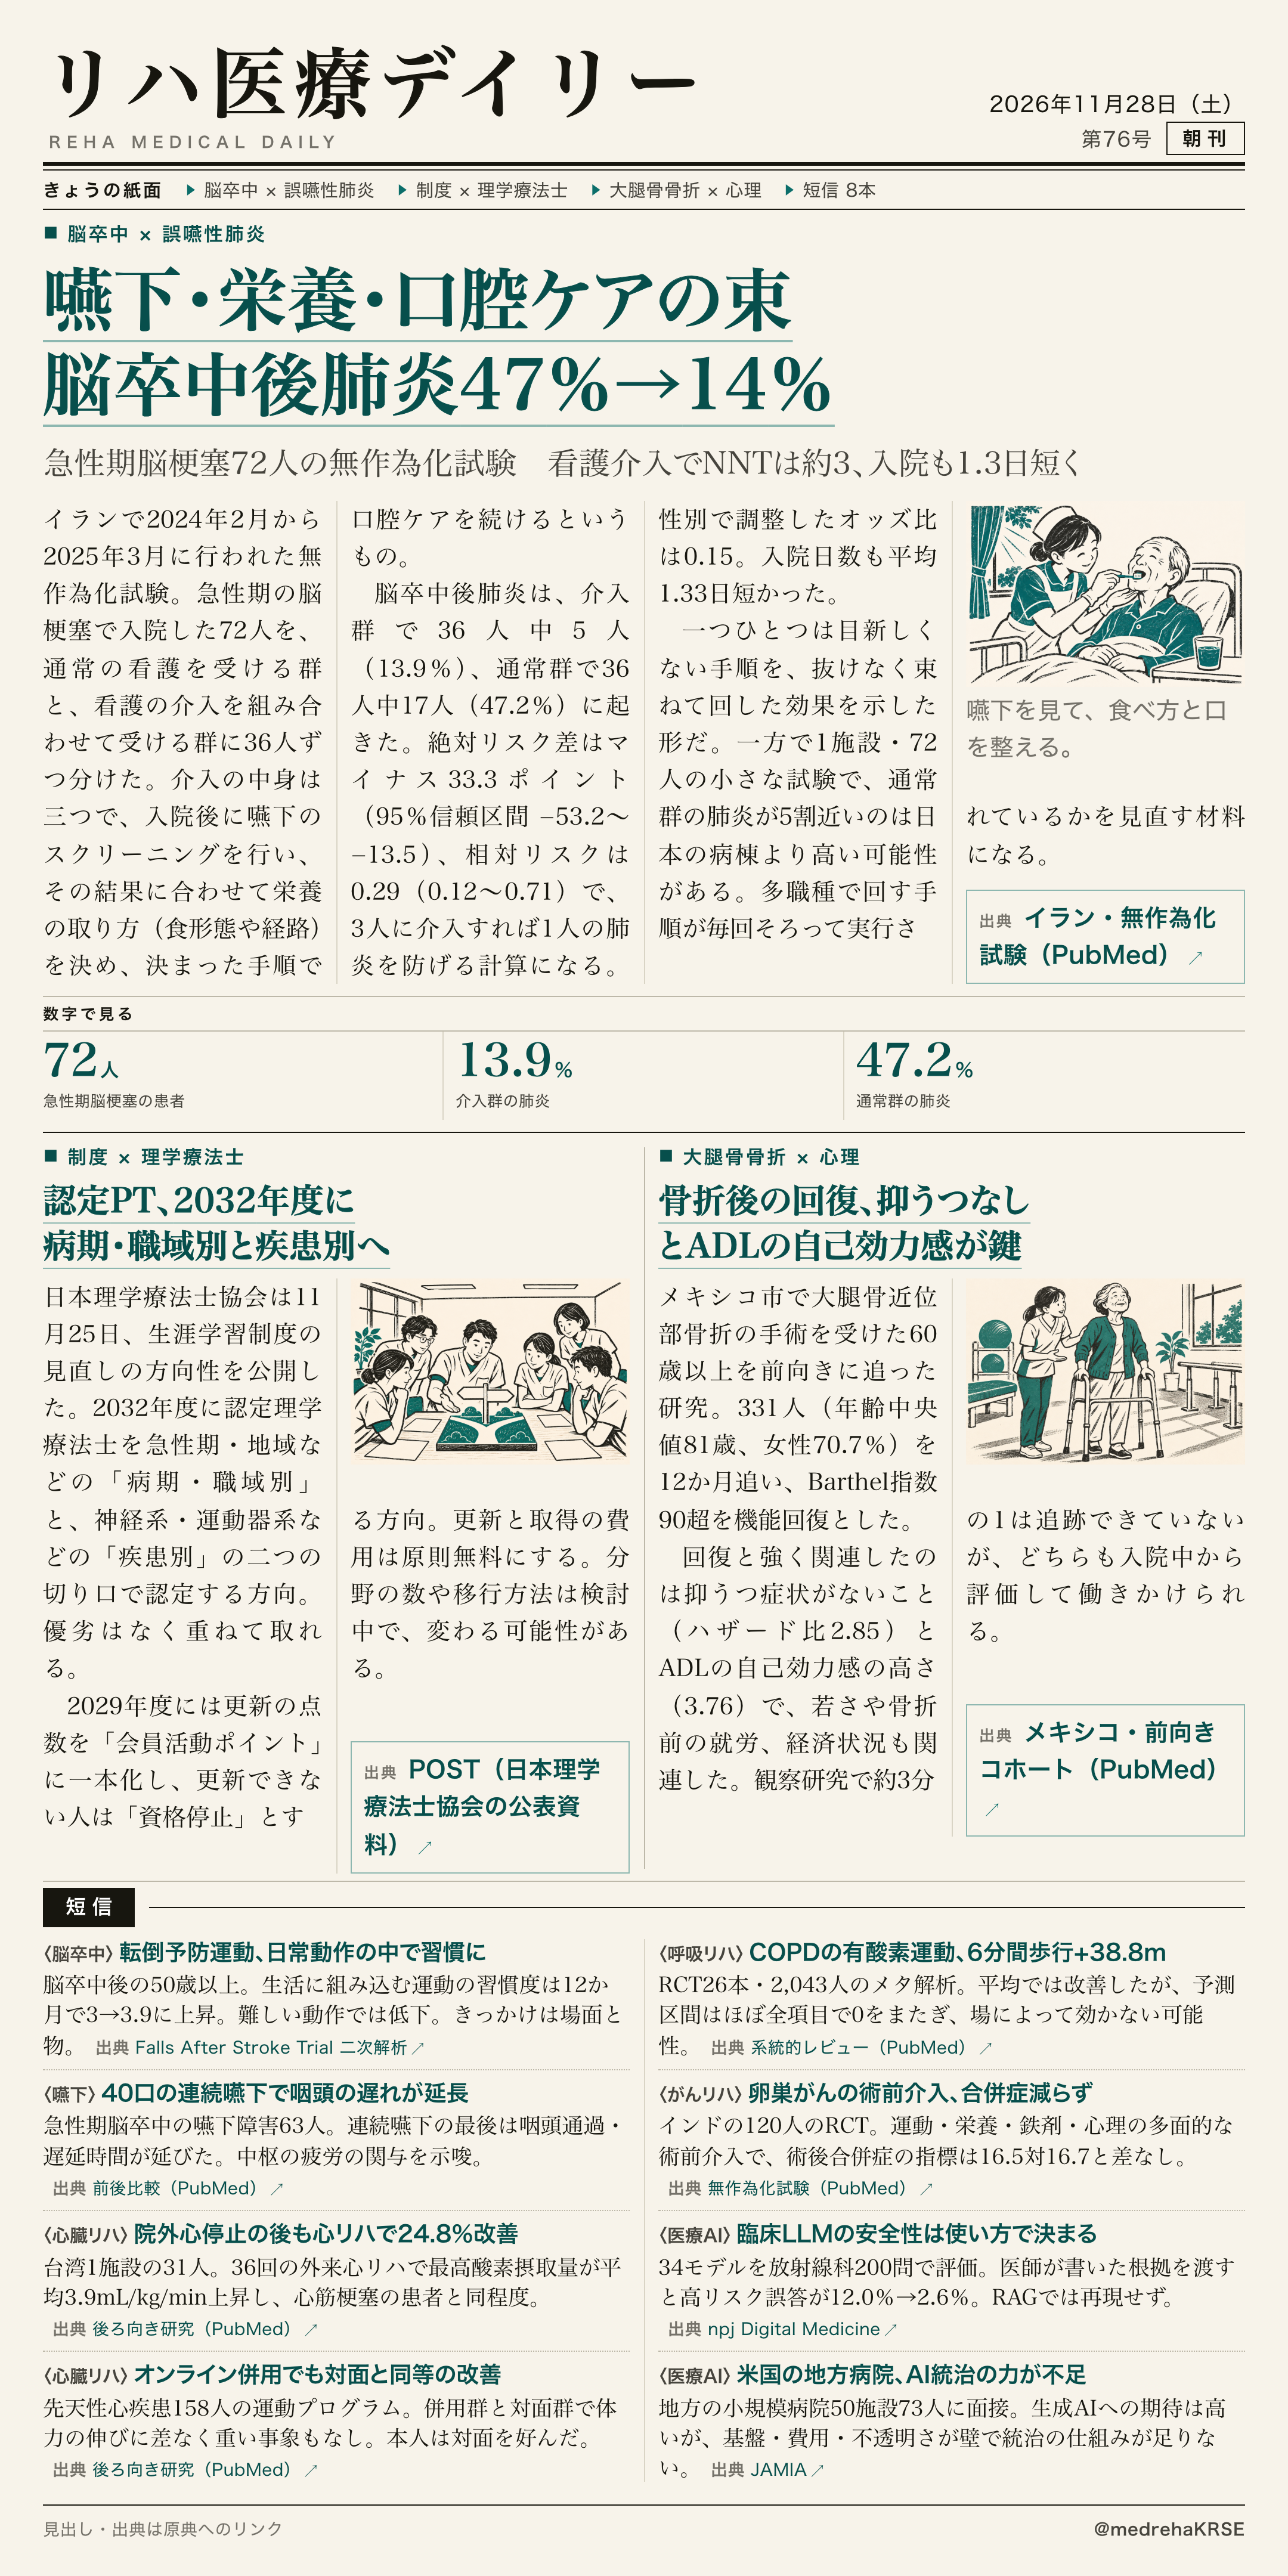 リハ医療デイリー
REHA MEDICAL DAILY
2026年11月28日（土）
第76号 朝刊
きょうの紙面 ▶ 脳卒中 × 誤嚥性肺炎 ▶ 制度 × 理学療法士 ▶ 大腿骨骨折 × 心理 ▶ 短信 8本
■ 脳卒中 × 誤嚥性肺炎
嚥下・栄養・口腔ケアの束
脳卒中後肺炎47%→14%
急性期脳梗塞72人の無作為化試験　看護介入でNNTは約3、入院も1.3日短く
イランで2024年2月から
2025年3月に行われた無
作為化試験。急性期の脳
梗塞で入院した72人を、
通常の看護を受ける群
と、看護の介入を組み合
わせて受ける群に36人ず
つ分けた。介入の中身は
三つで、入院後に嚥下の
スクリーニングを行い、
その結果に合わせて栄養
の取り方（食形態や経路）
を決め、決まった手順で
口腔ケアを続けるという
もの。
　脳卒中後肺炎は、介入
群で36人中5人
（13.9%）、通常群で36
人中17人（47.2%）に起
きた。絶対リスク差はマ
イナス33.3ポイント
（95%信頼区間 −53.2〜
−13.5）、相対リスクは
0.29（0.12〜0.71）で、
3人に介入すれば1人の肺
炎を防げる計算になる。
性別で調整したオッズ比
は0.15。入院日数も平均
1.33日短かった。
　一つひとつは目新しく
ない手順を、抜けなく束
ねて回した効果を示した
形だ。一方で1施設・72
人の小さな試験で、通常
群の肺炎が5割近いのは日
本の病棟より高い可能性
がある。多職種で回す手
順が毎回そろって実行さ
嚥下を見て、食べ方と口
を整える。
れているかを見直す材料
になる。
出典 イラン・無作為化
試験（PubMed） ↗
数字で見る
72人
急性期脳梗塞の患者
13.9%
介入群の肺炎
47.2%
通常群の肺炎
■ 制度 × 理学療法士
認定PT、2032年度に
病期・職域別と疾患別へ
日本理学療法士協会は11
月25日、生涯学習制度の
見直しの方向性を公開し
た。2032年度に認定理学
療法士を急性期・地域な
どの「病期・職域別」
と、神経系・運動器系な
どの「疾患別」の二つの
切り口で認定する方向。
優劣はなく重ねて取れ
る。
　2029年度には更新の点
数を「会員活動ポイント」
に一本化し、更新できな
い人は「資格停止」とす
る方向。更新と取得の費
用は原則無料にする。分
野の数や移行方法は検討
中で、変わる可能性があ
る。
出典 POST（日本理学
療法士協会の公表資
料） ↗
■ 大腿骨骨折 × 心理
骨折後の回復、抑うつなし
とADLの自己効力感が鍵
メキシコ市で大腿骨近位
部骨折の手術を受けた60
歳以上を前向きに追った
研究。331人（年齢中央
値81歳、女性70.7%）を
12か月追い、Barthel指数
90超を機能回復とした。
　回復と強く関連したの
は抑うつ症状がないこと
（ハザード比2.85）と
ADLの自己効力感の高さ
（3.76）で、若さや骨折
前の就労、経済状況も関
連した。観察研究で約3分
の1は追跡できていない
が、どちらも入院中から
評価して働きかけられ
る。
出典 メキシコ・前向き
コホート（PubMed）
↗
短信
〈脳卒中〉転倒予防運動、日常動作の中で習慣に
脳卒中後の50歳以上。生活に組み込む運動の習慣度は12か
月で3→3.9に上昇。難しい動作では低下。きっかけは場面と
物。 出典 Falls After Stroke Trial 二次解析 ↗
〈嚥下〉40口の連続嚥下で咽頭の遅れが延長
急性期脳卒中の嚥下障害63人。連続嚥下の最後は咽頭通過・
遅延時間が延びた。中枢の疲労の関与を示唆。
出典 前後比較（PubMed） ↗
〈心臓リハ〉院外心停止の後も心リハで24.8%改善
台湾1施設の31人。36回の外来心リハで最高酸素摂取量が平
均3.9mL/kg/min上昇し、心筋梗塞の患者と同程度。
出典 後ろ向き研究（PubMed） ↗
〈心臓リハ〉オンライン併用でも対面と同等の改善
先天性心疾患158人の運動プログラム。併用群と対面群で体
力の伸びに差なく重い事象もなし。本人は対面を好んだ。
出典 後ろ向き研究（PubMed） ↗
〈呼吸リハ〉COPDの有酸素運動、6分間歩行+38.8m
RCT26本・2,043人のメタ解析。平均では改善したが、予測
区間はほぼ全項目で0をまたぎ、場によって効かない可能
性。 出典 系統的レビュー（PubMed） ↗
〈がんリハ〉卵巣がんの術前介入、合併症減らず
インドの120人のRCT。運動・栄養・鉄剤・心理の多面的な
術前介入で、術後合併症の指標は16.5対16.7と差なし。
出典 無作為化試験（PubMed） ↗
〈医療AI〉臨床LLMの安全性は使い方で決まる
34モデルを放射線科200問で評価。医師が書いた根拠を渡す
と高リスク誤答が12.0%→2.6%。RAGでは再現せず。
出典 npj Digital Medicine ↗
〈医療AI〉米国の地方病院、AI統治の力が不足
地方の小規模病院50施設73人に面接。生成AIへの期待は高
いが、基盤・費用・不透明さが壁で統治の仕組みが足りな
い。 出典 JAMIA ↗
見出し・出典は原典へのリンク
@medrehaKRSE